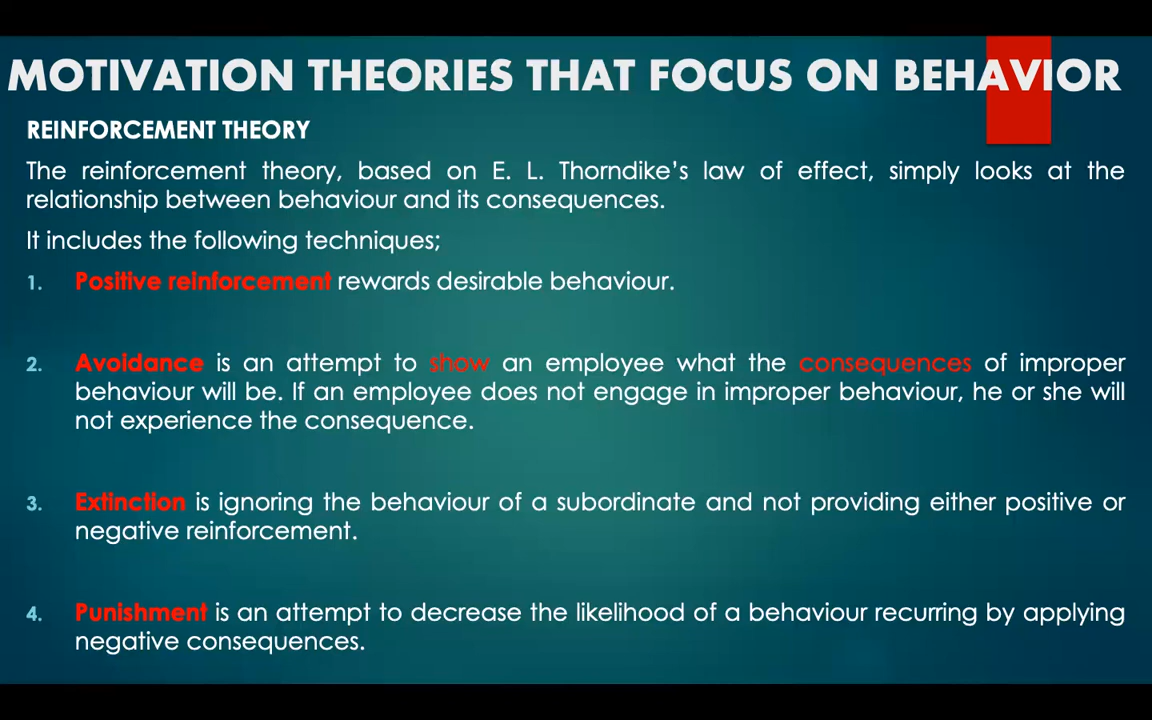 MOTIVATION THEORIES THAT FOCUS ON BEHAVIOR
REINFORCEMENT THEORY
The reinforcement theory, based on E. L. Thorndike’s law of effect, simply looks at the
relationship between behaviour and its consequences.
It includes the following techniques;
1. Positive reinforcement rewards desirable behaviour.
2. Avoidance is an attempt to show an employee what the consequences of improper
behaviour will be. If an employee does not engage in improper behaviour, he or she will
not experience the consequence.
3. Extinction is ignoring the behaviour of a subordinate and not providing either positive or
negative reinforcement.
4. Punishment is an attempt to decrease the likelihood of a behaviour recurring by applying
negative consequences.